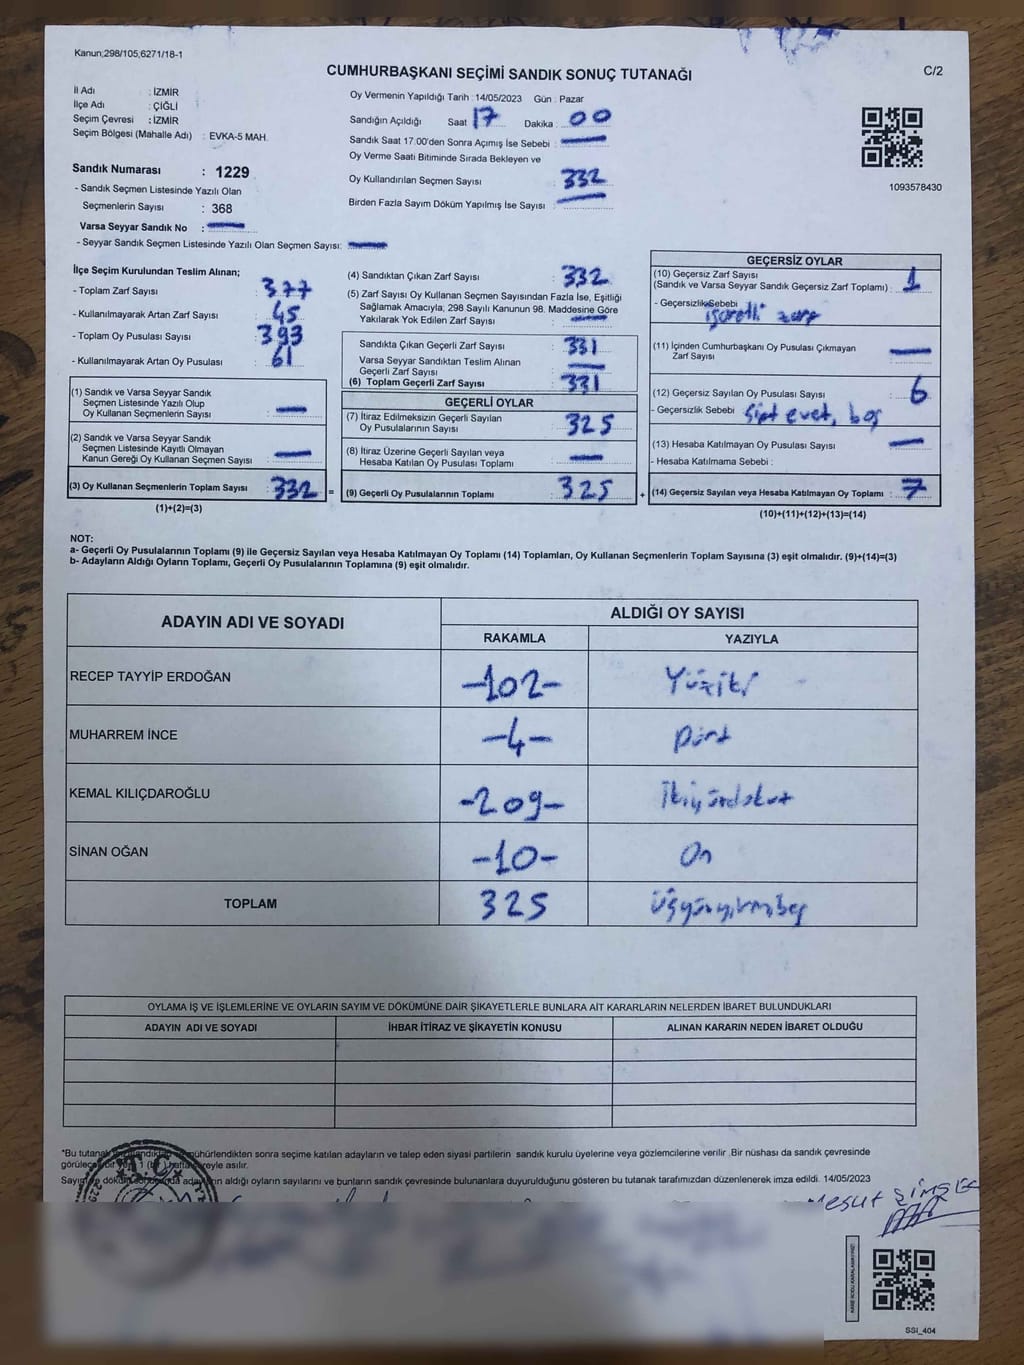 Kanun;298/105,6271/18-1
CUMHURBAŞKANI SEÇİMİ SANDIK SONUÇ TUTANAĞI
C/2
İl Adı : İZMİR
İlçe Adı : ÇİĞLİ
Seçim Çevresi : İZMİR
Seçim Bölgesi (Mahalle Adı) : EVKA-5 MAH.
Sandık Numarası : 1229
- Sandık Seçmen Listesinde Yazılı Olan
Seçmenlerin Sayısı : 368
Varsa Seyyar Sandık No :
- Seyyar Sandık Seçmen Listesinde Yazılı Olan Seçmen Sayısı:
Oy Vermenin Yapıldığı Tarih : 14/05/2023 Gün : Pazar
Sandığın Açıldığı Saat 17 Dakika : 00
Sandık Saat 17.00'den Sonra Açımış İse Sebebi :
Oy Verme Saati Bitiminde Sırada Bekleyen ve
Oy Kullandırılan Seçmen Sayısı : 332
Birden Fazla Sayım Döküm Yapılmış İse Sayısı :
1093578430
İlçe Seçim Kurulundan Teslim Alınan;
- Toplam Zarf Sayısı : 377
- Kullanılmayarak Artan Zarf Sayısı : 45
- Toplam Oy Pusulası Sayısı : 393
- Kullanılmayarak Artan Oy Pusulası : 61
(1) Sandık ve Varsa Seyyar Sandık
Seçmen Listesinde Yazılı Olup
Oy Kullanan Seçmenlerin Sayısı :
(2) Sandık ve Varsa Seyyar Sandık
Seçmen Listesinde Kayıtlı Olmayan
Kanun Gereği Oy Kullanan Seçmen Sayısı :
(3) Oy Kullanan Seçmenlerin Toplam Sayısı : 332 =
(1)+(2)=(3)
(4) Sandıktan Çıkan Zarf Sayısı : 332
(5) Zarf Sayısı Oy Kullanan Seçmen Sayısından Fazla İse, Eşitliği
Sağlamak Amacıyla; 298 Sayılı Kanunun 98. Maddesine Göre
Yakılarak Yok Edilen Zarf Sayısı :
Sandıkta Çıkan Geçerli Zarf Sayısı : 331
Varsa Seyyar Sandıktan Teslim Alınan
Geçerli Zarf Sayısı :
(6) Toplam Geçerli Zarf Sayısı : 331
GEÇERLİ OYLAR
(7) İtiraz Edilmeksizin Geçerli Sayılan
Oy Pusulalarının Sayısı : 325
(8) İtiraz Üzerine Geçerli Sayılan veya
Hesaba Katılan Oy Pusulası Toplamı :
(9) Geçerli Oy Pusulalarının Toplamı : 325 +
GEÇERSİZ OYLAR
(10) Geçersiz Zarf Sayısı
(Sandık ve Varsa Seyyar Sandık Geçersiz Zarf Toplamı) : 1
- Geçersizlik Sebebi : işaretli zarf
(11) İçinden Cumhurbaşkanı Oy Pusulası Çıkmayan
Zarf Sayısı :
(12) Geçersiz Sayılan Oy Pusulası Sayısı : 6
- Geçersizlik Sebebi : evet, boş
(13) Hesaba Katılmayan Oy Pusulası Sayısı :
- Hesaba Katılmama Sebebi :
(14) Geçersiz Sayılan veya Hesaba Katılmayan Oy Toplamı : 7
(10)+(11)+(12)+(13)=(14)
NOT:
a- Geçerli Oy Pusulalarının Toplamı (9) ile Geçersiz Sayılan veya Hesaba Katılmayan Oy Toplamı (14) Toplamları, Oy Kullanan Seçmenlerin Toplam Sayısına (3) eşit olmalıdır. (9)+(14)=(3)
b- Adayların Aldığı Oyların Toplamı, Geçerli Oy Pusulalarının Toplamına (9) eşit olmalıdır.
ADAYIN ADI VE SOYADI ALDIĞI OY SAYISI
RAKAMLA YAZIYLA
RECEP TAYYİP ERDOĞAN -102- Yüziki
MUHARREM İNCE -4- Dört
KEMAL KILIÇDAROĞLU -209- İkiyüzdokuz
SİNAN OĞAN -10- On
TOPLAM 325 üçyüzyirmibeş
OYLAMA İŞ VE İŞLEMLERİNE VE OYLARIN SAYIM VE DÖKÜMÜNE DAİR ŞİKAYETLERLE BUNLARA AİT KARARLARIN NELERDEN İBARET BULUNDUKLARI
ADAYIN ADI VE SOYADI İHBAR İTİRAZ VE ŞİKAYETİN KONUSU ALINAN KARARIN NEDEN İBARET OLDUĞU
*Bu mühürlendikten sonra seçime katılan adayların ve talep eden siyasi partilerin sandık kurulu üyelerine veya gözlemcilerine verilir .Bir nüshası da sandık çevresinde
asılır.
aldığı oyların sayılarını ve bunların sandık çevresinde bulunanlara duyurulduğunu gösteren bu tutanak tarafımızdan düzenlenerek imza edildi. 14/05/2023
T.C.
Mesut ŞİMŞEK
KARE KODU KARALAMAYINIZ!
SSI_404